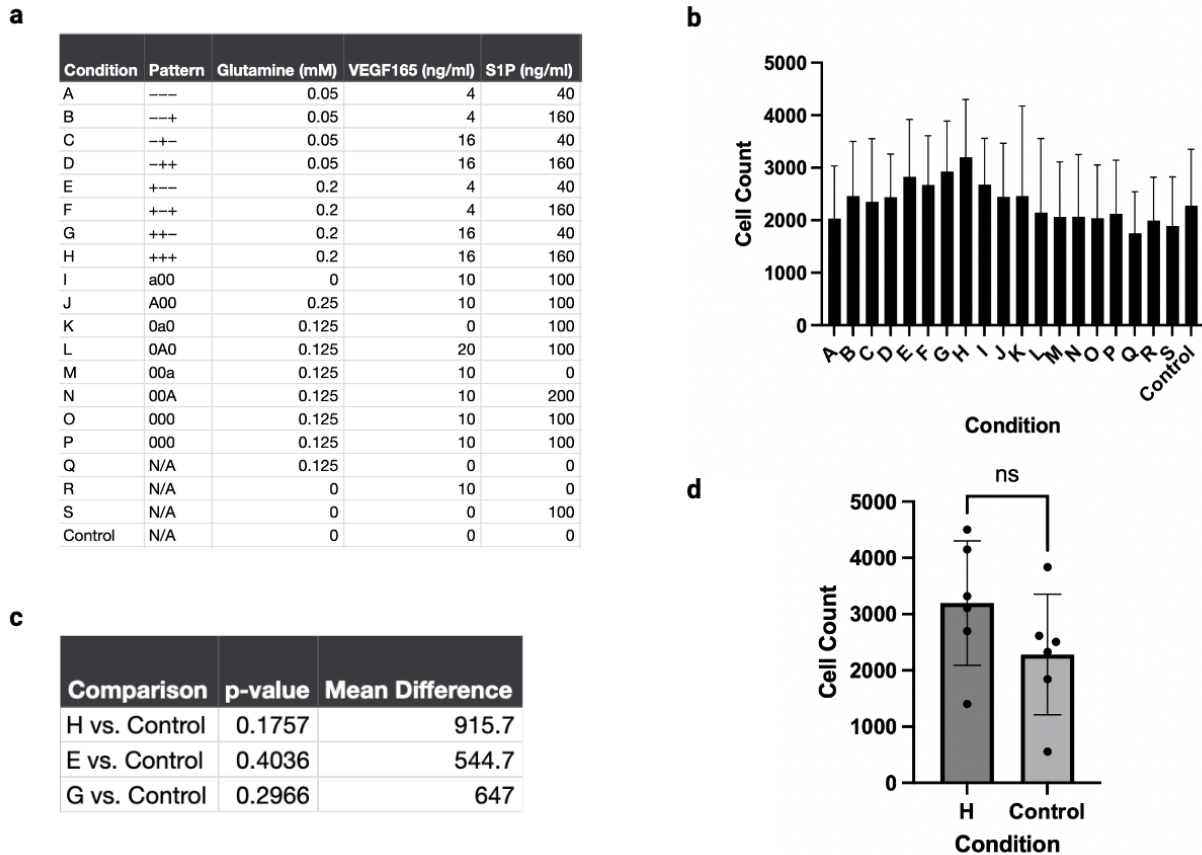 a
Condition Pattern Glutamine (mM) VEGF165 (ng/ml) S1P (ng/ml)
A −−− 0.05 4 40
B −−+ 0.05 4 160
C −+− 0.05 16 40
D −++ 0.05 16 160
E +−− 0.2 4 40
F +−+ 0.2 4 160
G ++− 0.2 16 40
H +++ 0.2 16 160
I a00 0 10 100
J A00 0.25 10 100
K 0a0 0.125 0 100
L 0A0 0.125 20 100
M 00a 0.125 10 0
N 00A 0.125 10 200
O 000 0.125 10 100
P 000 0.125 10 100
Q N/A 0.125 0 0
R N/A 0 10 0
S N/A 0 0 100
Control N/A 0 0 0
b
5000
4000
3000
2000
1000
0
Cell Count
A B C D E F G H I J K L M N O P Q R S Control
Condition
c
Comparison p-value Mean Difference
H vs. Control 0.1757 915.7
E vs. Control 0.4036 544.7
G vs. Control 0.2966 647
d
ns
5000
4000
3000
2000
1000
0
Cell Count
H Control
Condition